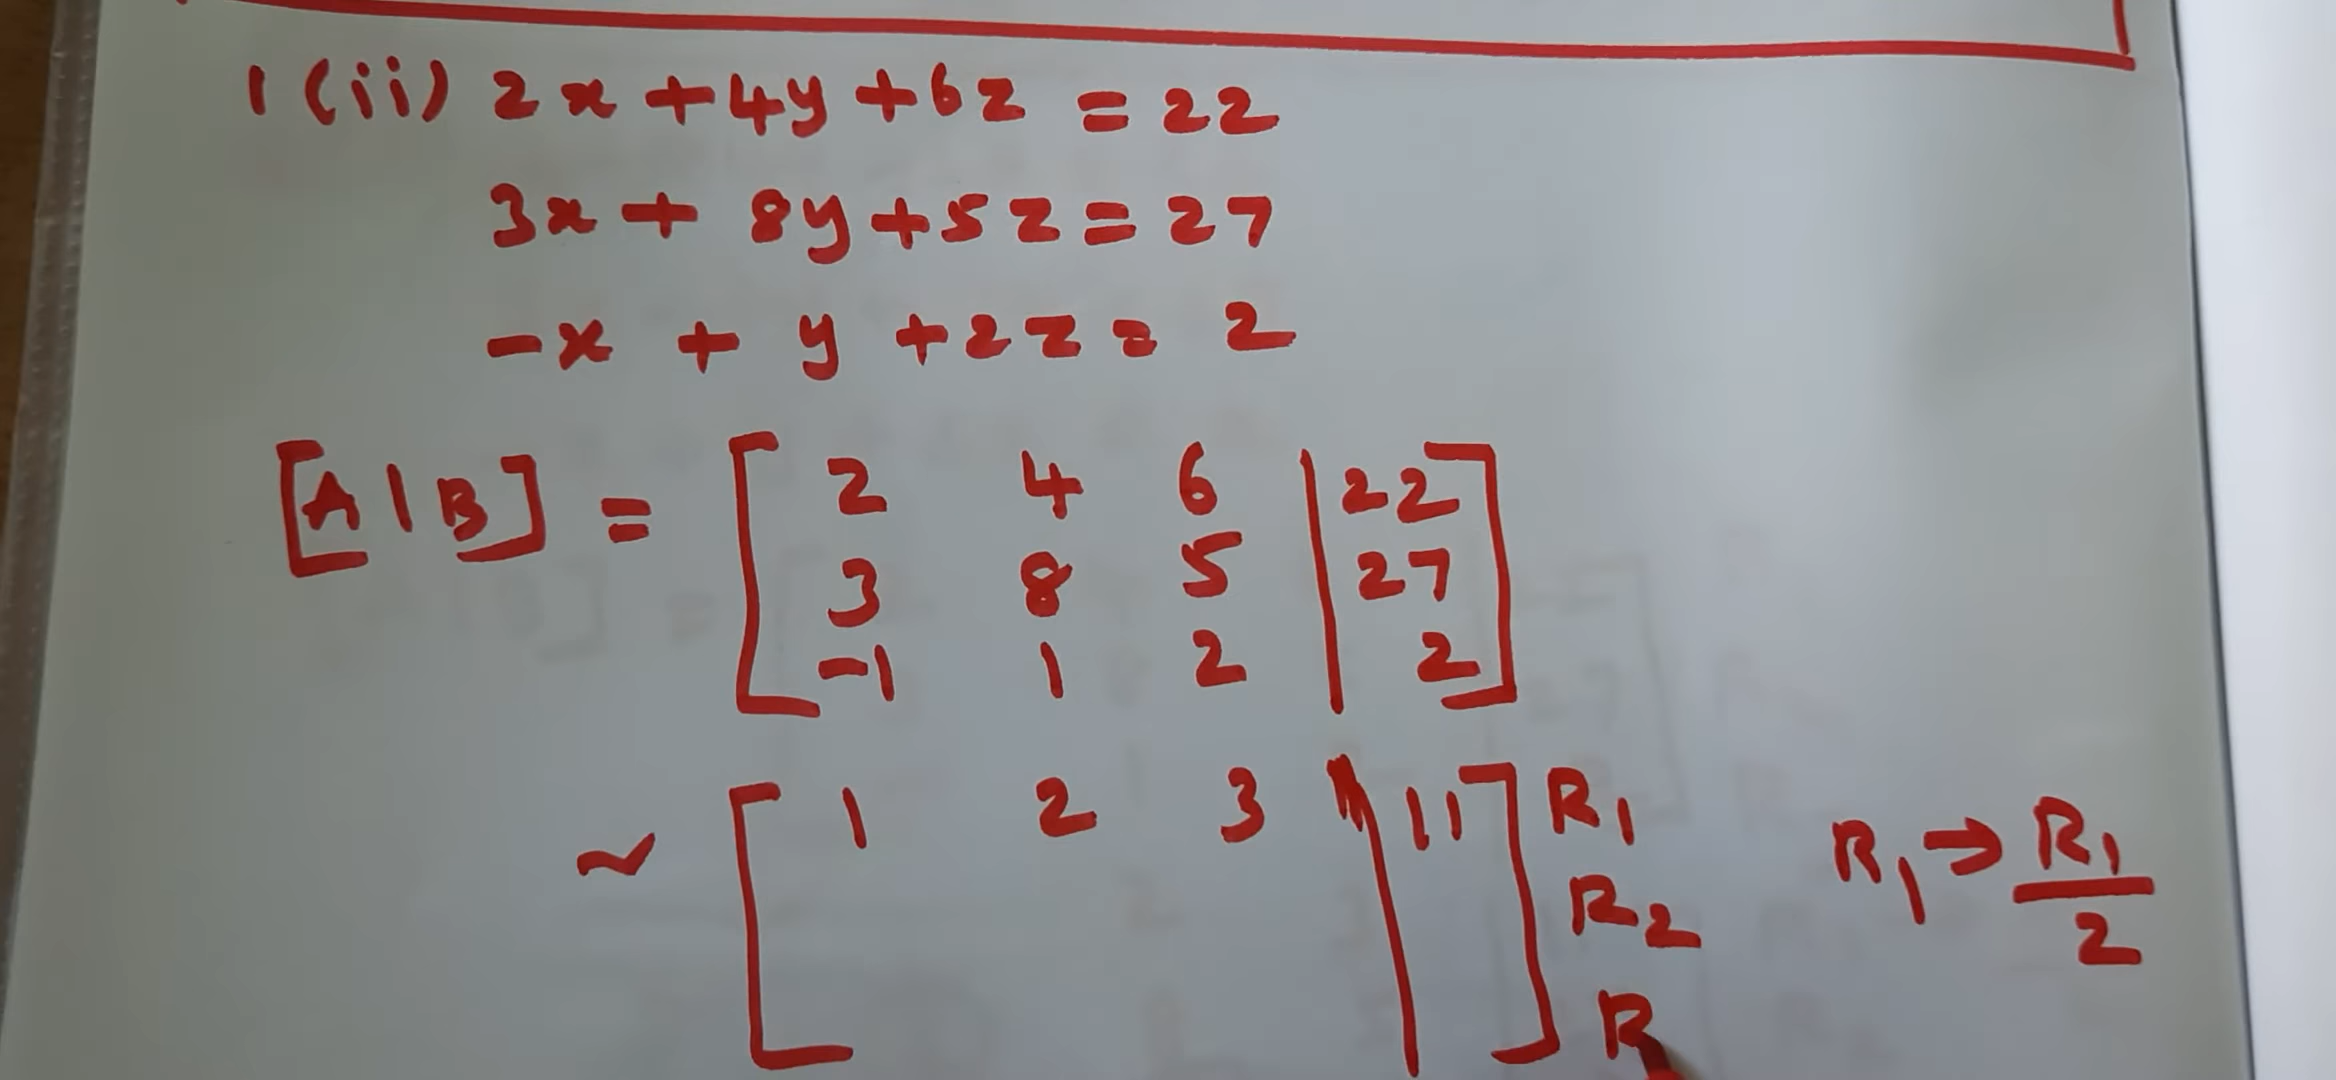 1 (ii) 2x + 4y + 6z = 22
3x + 8y + 5z = 27
-x + y + 2z = 2
[A | B] = [ 2 4 6 | 22 ]
3 8 5 | 27
-1 1 2 | 2
~ [ 1 2 3 | 11 ] R1 R1 → R1/2
R2
R